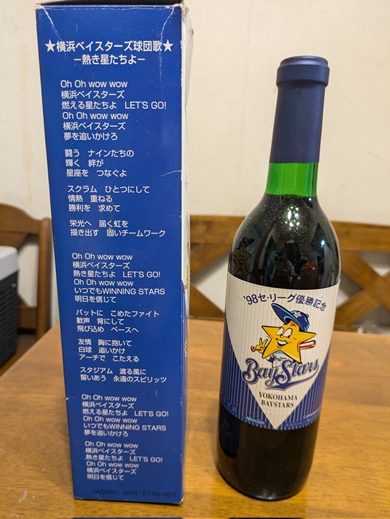 ★横浜ベイスターズ球団歌★
―熱き星たちよ―
Oh Oh wow wow
横浜ベイスターズ
燃える星たちよ LET'S GO!
Oh Oh wow wow
横浜ベイスターズ
夢を追いかけろ
闘う ナインたちの
輝く 絆が
星座を つなぐよ
スクラム ひとつにして
情熱 重ねる
勝利を 求めて
栄光へ 届く虹を
描き出す 固いチームワーク
Oh Oh wow wow
横浜ベイスターズ
熱き星たちよ LET'S GO!
Oh Oh wow wow
いつでもWINNING STARS
明日を信じて
バットに こめたファイト
歓声 背にして
飛び込め ベースへ
友情 胸に抱いて
白球 追いかけ
アーチで こたえる
スタジアム 渡る風に
誓いあう 永遠のスピリッツ
Oh Oh wow wow
横浜ベイスターズ
燃える星たちよ LET'S GO!
Oh Oh wow wow
いつでもWINNING STARS
夢を追いかけろ
Oh Oh wow wow
横浜ベイスターズ
熱き星たちよ LET'S GO!
Oh Oh wow wow
横浜ベイスターズ
明日を信じて
'98セ・リーグ優勝記念
BayStars
YOKOHAMA
BAYSTARS